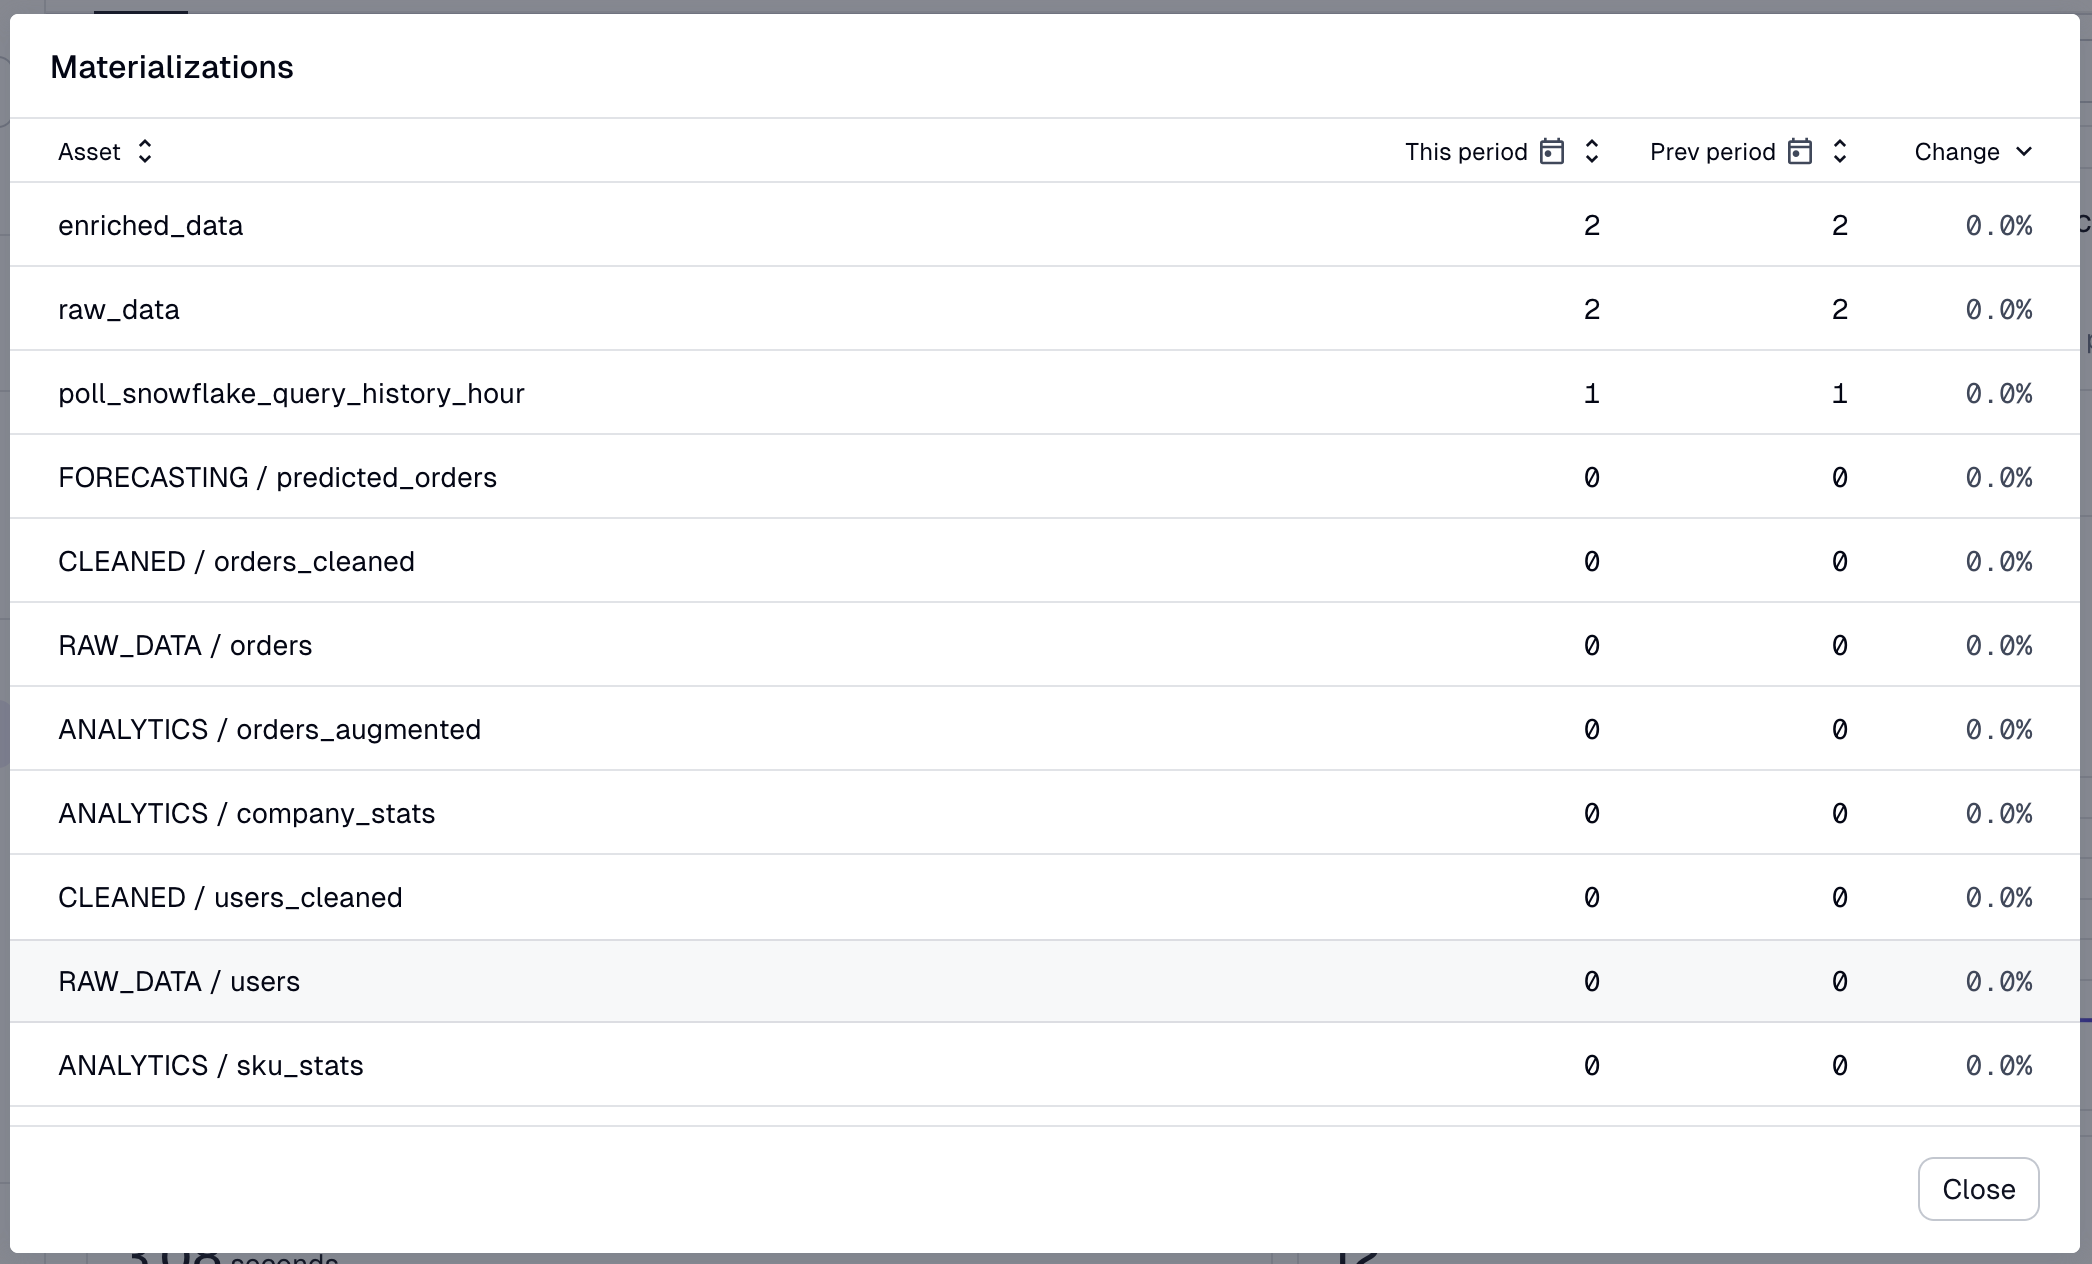 Materializations
Asset This period Prev period Change
enriched_data 2 2 0.0%
raw_data 2 2 0.0%
poll_snowflake_query_history_hour 1 1 0.0%
FORECASTING / predicted_orders 0 0 0.0%
CLEANED / orders_cleaned 0 0 0.0%
RAW_DATA / orders 0 0 0.0%
ANALYTICS / orders_augmented 0 0 0.0%
ANALYTICS / company_stats 0 0 0.0%
CLEANED / users_cleaned 0 0 0.0%
RAW_DATA / users 0 0 0.0%
ANALYTICS / sku_stats 0 0 0.0%
Close